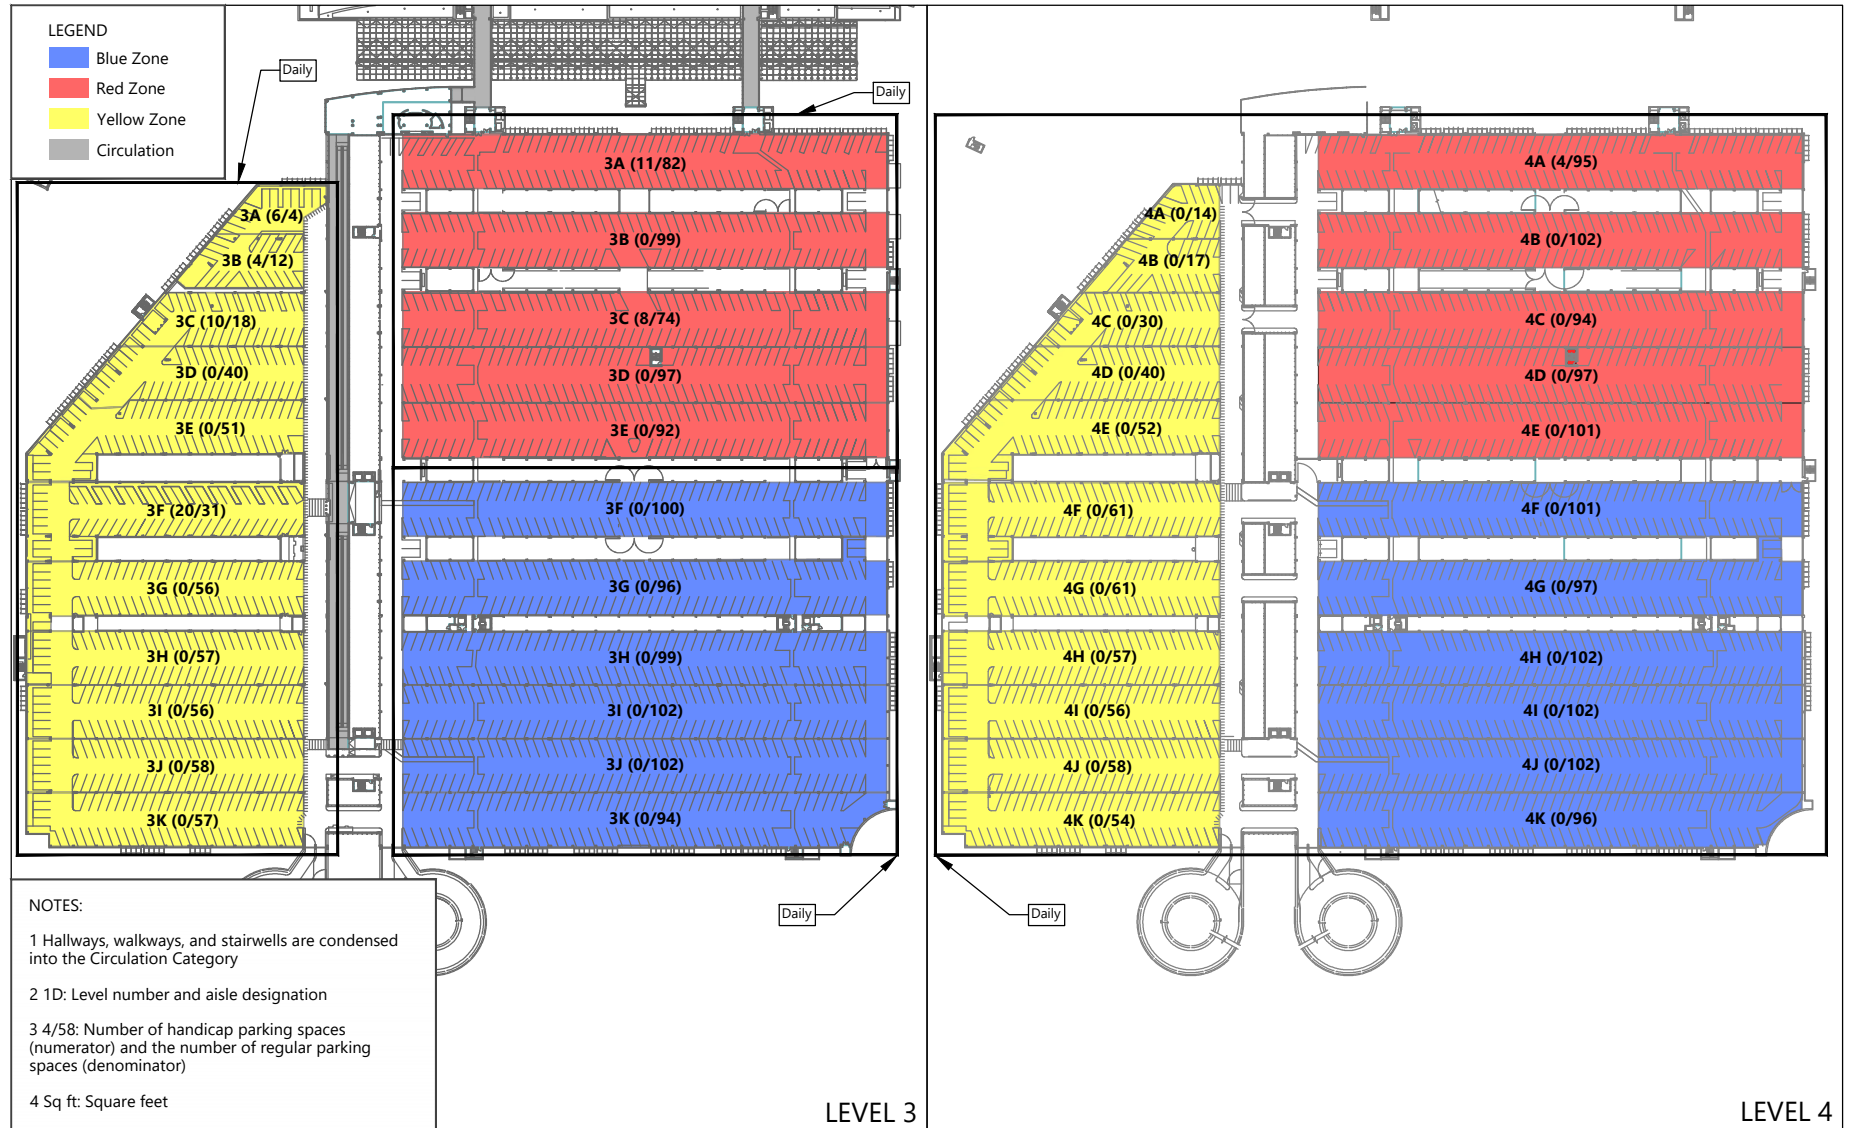 LEGEND
Blue Zone
Red Zone
Yellow Zone
Circulation
Daily
Daily
3A (6/4)
3B (4/12)
3C (10/18)
3D (0/40)
3E (0/51)
3F (20/31)
3G (0/56)
3H (0/57)
3I (0/56)
3J (0/58)
3K (0/57)
3A (11/82)
3B (0/99)
3C (8/74)
3D (0/97)
3E (0/92)
3F (0/100)
3G (0/96)
3H (0/99)
3I (0/102)
3J (0/102)
3K (0/94)
Daily
LEVEL 3
4A (0/14)
4B (0/17)
4C (0/30)
4D (0/40)
4E (0/52)
4F (0/61)
4G (0/61)
4H (0/57)
4I (0/56)
4J (0/58)
4K (0/54)
4A (4/95)
4B (0/102)
4C (0/94)
4D (0/97)
4E (0/101)
4F (0/101)
4G (0/97)
4H (0/102)
4I (0/102)
4J (0/102)
4K (0/96)
Daily
LEVEL 4
NOTES:
1 Hallways, walkways, and stairwells are condensed
into the Circulation Category
2 1D: Level number and aisle designation
3 4/58: Number of handicap parking spaces
(numerator) and the number of regular parking
spaces (denominator)
4 Sq ft: Square feet